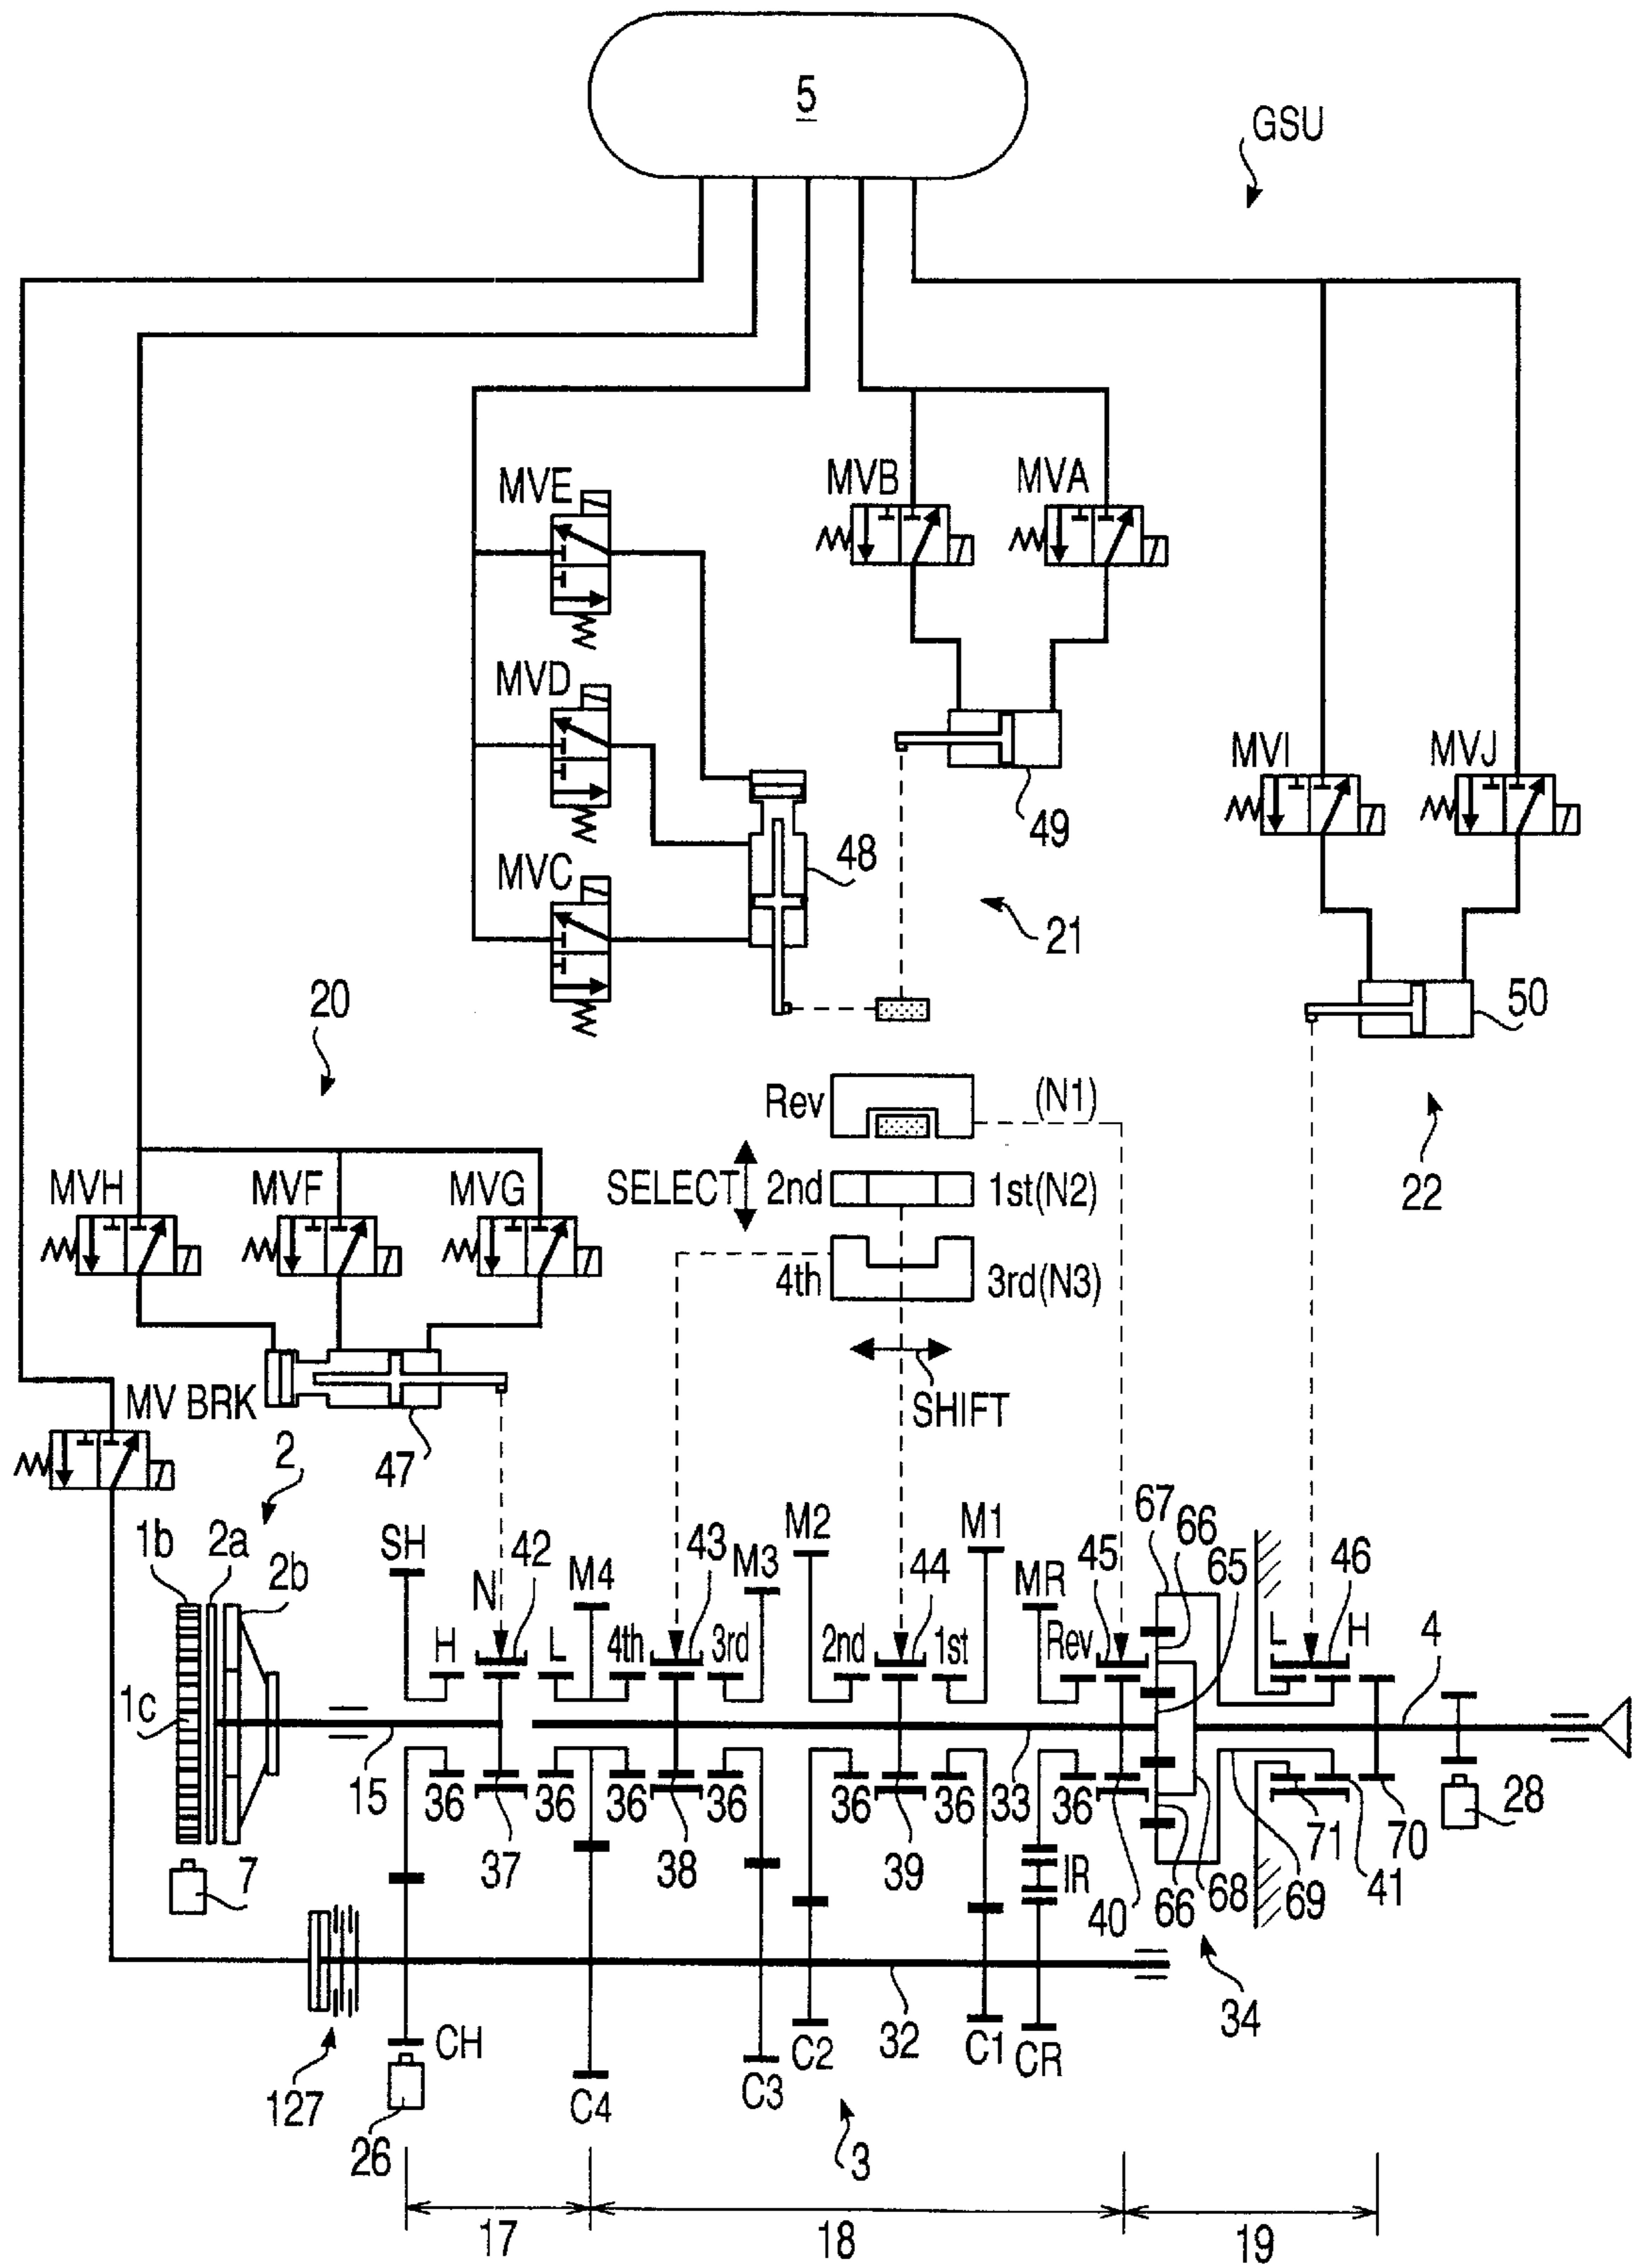 5
GSU
MVE
MVB
MVA
MVD
MVI
MVJ
49
MVC
48
21
20
50
Rev
(N1)
MVH
MVF
MVG
SELECT
2nd
1st(N2)
22
4th
3rd(N3)
MV BRK
SHIFT
2
47
67
66
1b
2a
M2
M1
SH
42
43
45
65
46
2b
N
M4
M3
44
MR
H
L
4th
3rd
2nd
1st
Rev
L
H
4
1c
15
36
36
36
36
36
36
33
36
71
70
28
7
37
38
39
IR
40
66
68
69
41
CH
C2
32
C1
CR
34
127
C4
C3
26
3
17
18
19